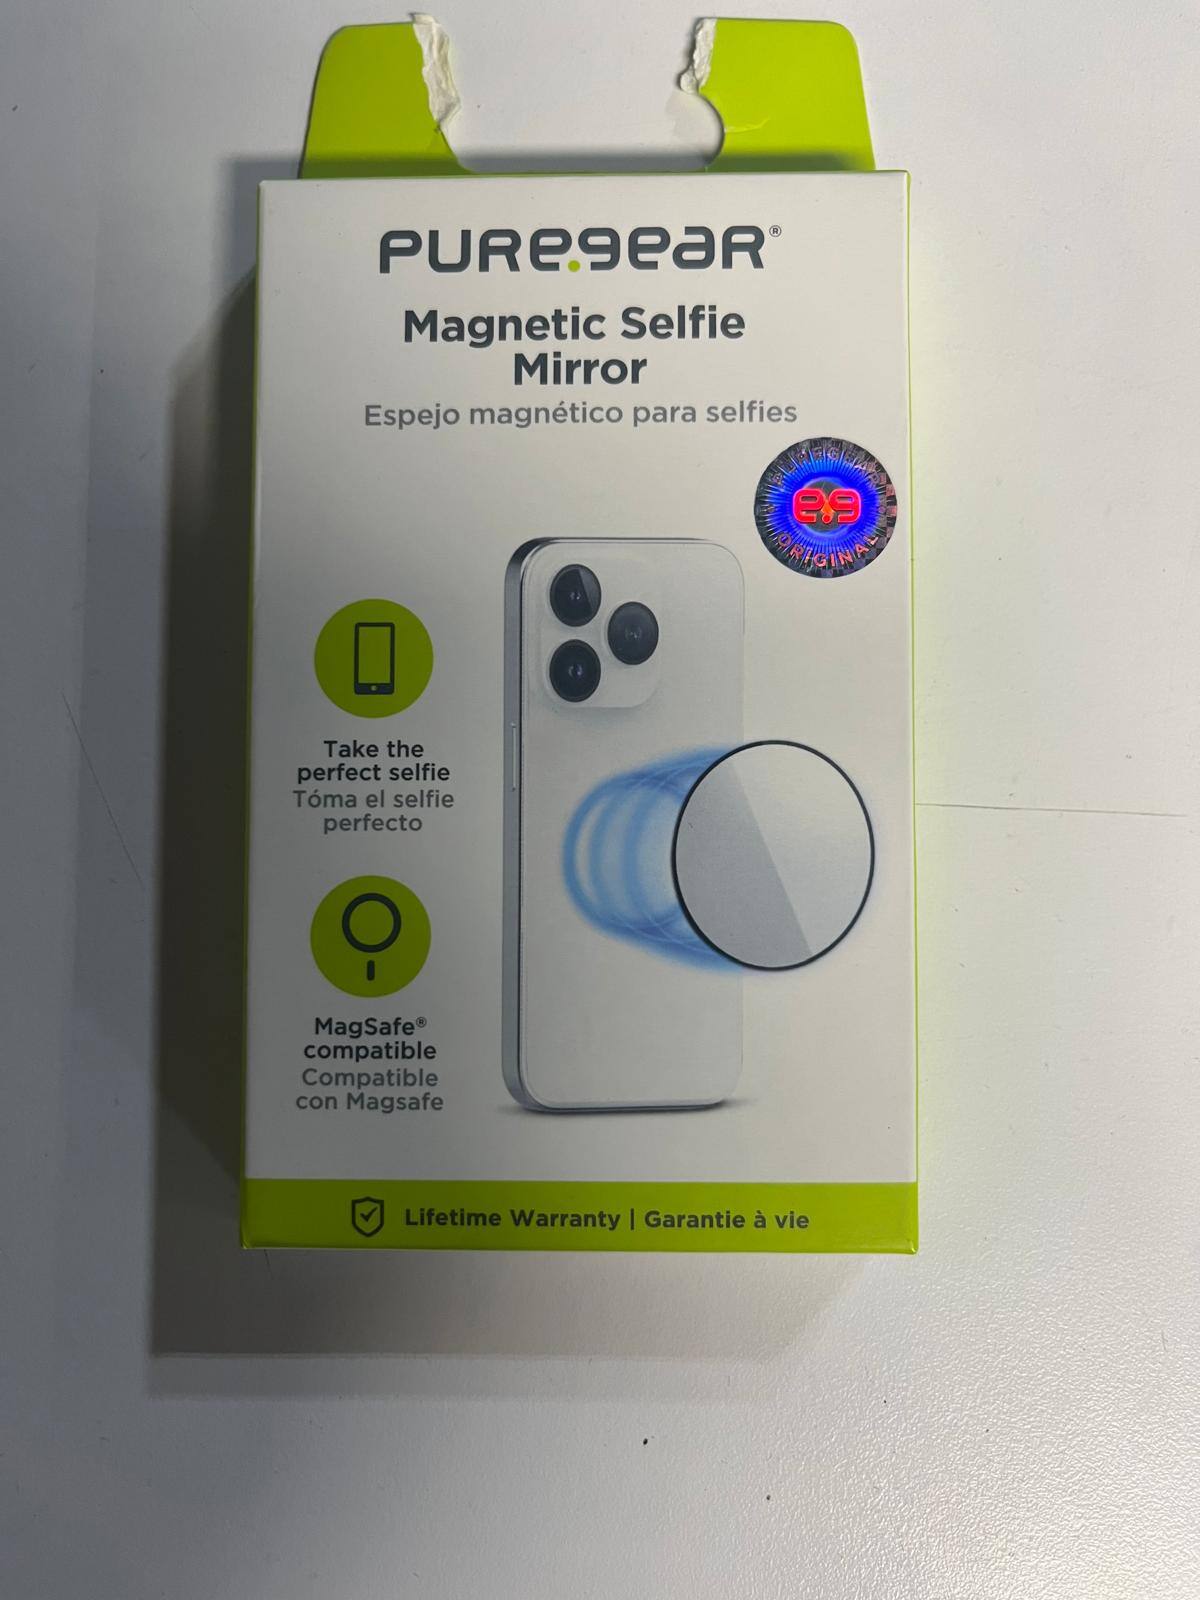 PUREGEAR®
Magnetic Selfie
Mirror
Espejo magnético para selfies
PUREGEAR
ORIGINAL
Take the
perfect selfie
Tóma el selfie
perfecto
MagSafe®
compatible
Compatible
con Magsafe
Lifetime Warranty | Garantie à vie